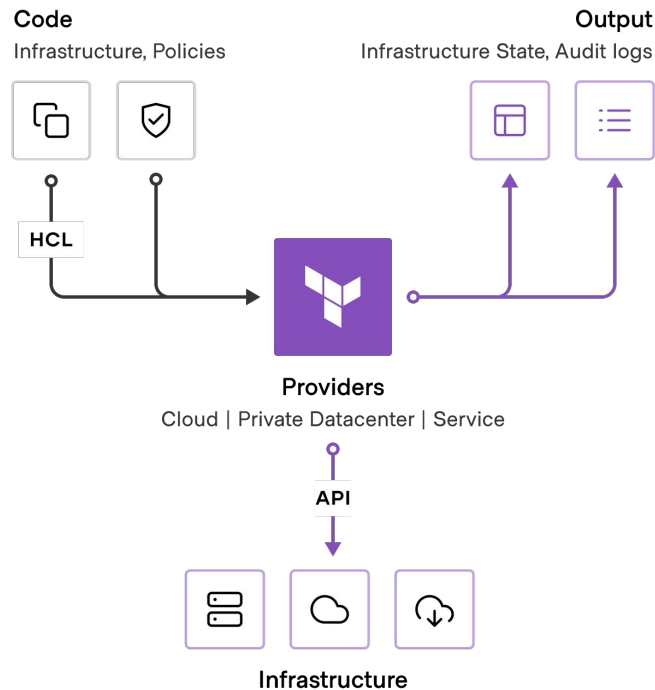 Code
Infrastructure, Policies
Output
Infrastructure State, Audit logs
HCL
Providers
Cloud | Private Datacenter | Service
API
Infrastructure